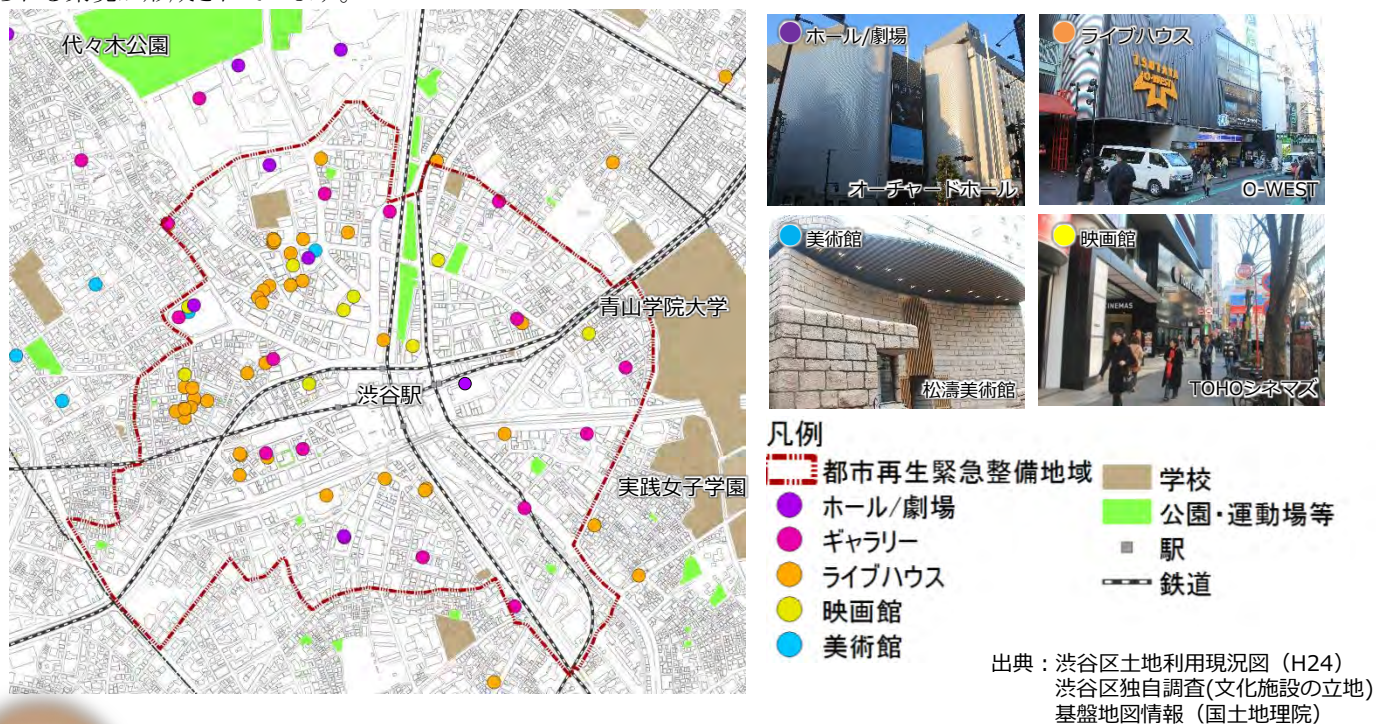 代々木公園
青山学院大学
渋谷駅
実践女子学園
ホール/劇場
オーチャードホール
ライブハウス
TSUTAYA
O-WEST
O-WEST
美術館
松濤美術館
映画館
CINEMAS
TOHOシネマズ
凡例
都市再生緊急整備地域
ホール/劇場
ギャラリー
ライブハウス
映画館
美術館
学校
公園・運動場等
駅
鉄道
出典：渋谷区土地利用現況図（H24）
渋谷区独自調査(文化施設の立地)
基盤地図情報（国土地理院）